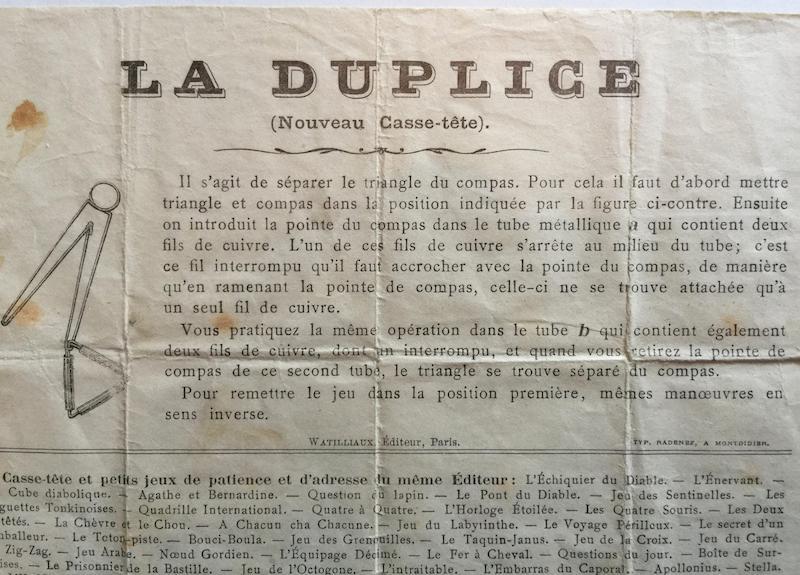 LA DUPLICE
(Nouveau Casse-tête).
Il s'agit de séparer le triangle du compas. Pour cela il faut d'abord mettre
triangle et compas dans la position indiquée par la figure ci-contre. Ensuite
on introduit la pointe du compas dans le tube métallique a qui contient deux
fils de cuivre. L'un de ces fils de cuivre s'arrête au milieu du tube; c'est
ce fil interrompu qu'il faut accrocher avec la pointe du compas, de manière
qu'en ramenant la pointe de compas, celle-ci ne se trouve attachée qu'à
un seul fil de cuivre.
Vous pratiquez la même opération dans le tube b qui contient également
deux fils de cuivre, dont un interrompu, et quand vous retirez la pointe de
compas de ce second tube, le triangle se trouve séparé du compas.
Pour remettre le jeu dans la position première, mêmes manœuvres en
sens inverse.
WATILLIAUX, Éditeur, Paris.
TYP. RADENEZ, A MONTDIDIER.
Casse-tête et petits jeux de patience et d'adresse du même Éditeur : L'Échiquier du Diable. — L'Énervant. —
Cube diabolique. — Agathe et Bernardine. — Question du lapin. — Le Pont du Diable. — Jeu des Sentinelles. — Les
guettes Tonkinoises. — Quadrille International. — Quatre à Quatre. — L'Horloge Étoilée. — Les Quatre Souris. — Les Deux
têtés. — La Chèvre et le Chou. — A Chacun cha Chacune. — Jeu du Labyrinthe. — Le Voyage Périlleux. — Le secret d'un
nballeur. — Le Toton-piste. — Bouci-Boula. — Jeu des Grenouilles. — Le Taquin-Janus. — Jeu de la Croix. — Jeu du Carré.
Zig-Zag. — Jeu Arabe. — Nœud Gordien. — L'Équipage Décimé. — Le Fer à Cheval. — Questions du jour. — Boîte de Sur-
ises. — Le Prisonnier de la Bastille. — Jeu de l'Octogone. — L'intraitable. — L'Embarras du Caporal. — Apollonius. — Stella.